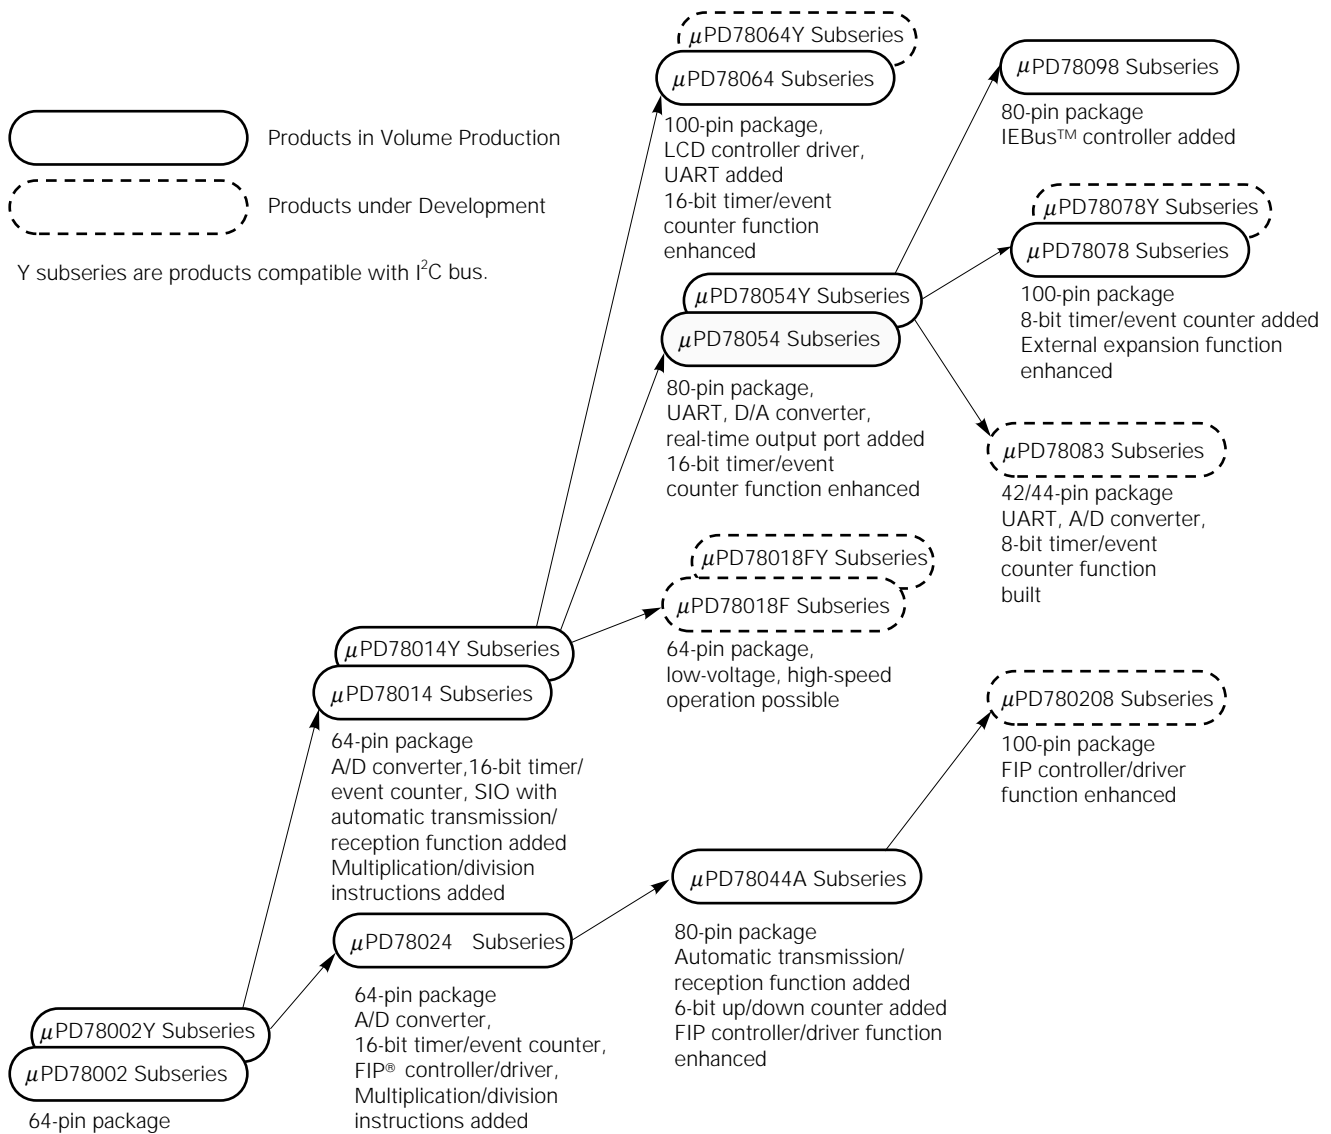 Products in Volume Production
Products under Development
Y subseries are products compatible with I²C bus.
µPD78064Y Subseries
µPD78064 Subseries
100-pin package,
LCD controller driver,
UART added
16-bit timer/event
counter function
enhanced
µPD78098 Subseries
80-pin package
IEBus™ controller added
µPD78078Y Subseries
µPD78078 Subseries
100-pin package
8-bit timer/event counter added
External expansion function
enhanced
µPD78054Y Subseries
µPD78054 Subseries
80-pin package,
UART, D/A converter,
real-time output port added
16-bit timer/event
counter function enhanced
µPD78083 Subseries
42/44-pin package
UART, A/D converter,
8-bit timer/event
counter function
built
µPD78018FY Subseries
µPD78018F Subseries
64-pin package,
low-voltage, high-speed
operation possible
µPD78014Y Subseries
µPD78014 Subseries
64-pin package
A/D converter,16-bit timer/
event counter, SIO with
automatic transmission/
reception function added
Multiplication/division
instructions added
µPD780208 Subseries
100-pin package
FIP controller/driver
function enhanced
µPD78044A Subseries
80-pin package
Automatic transmission/
reception function added
6-bit up/down counter added
FIP controller/driver function
enhanced
µPD78024 Subseries
64-pin package
A/D converter,
16-bit timer/event counter,
FIP® controller/driver,
Multiplication/division
instructions added
µPD78002Y Subseries
µPD78002 Subseries
64-pin package